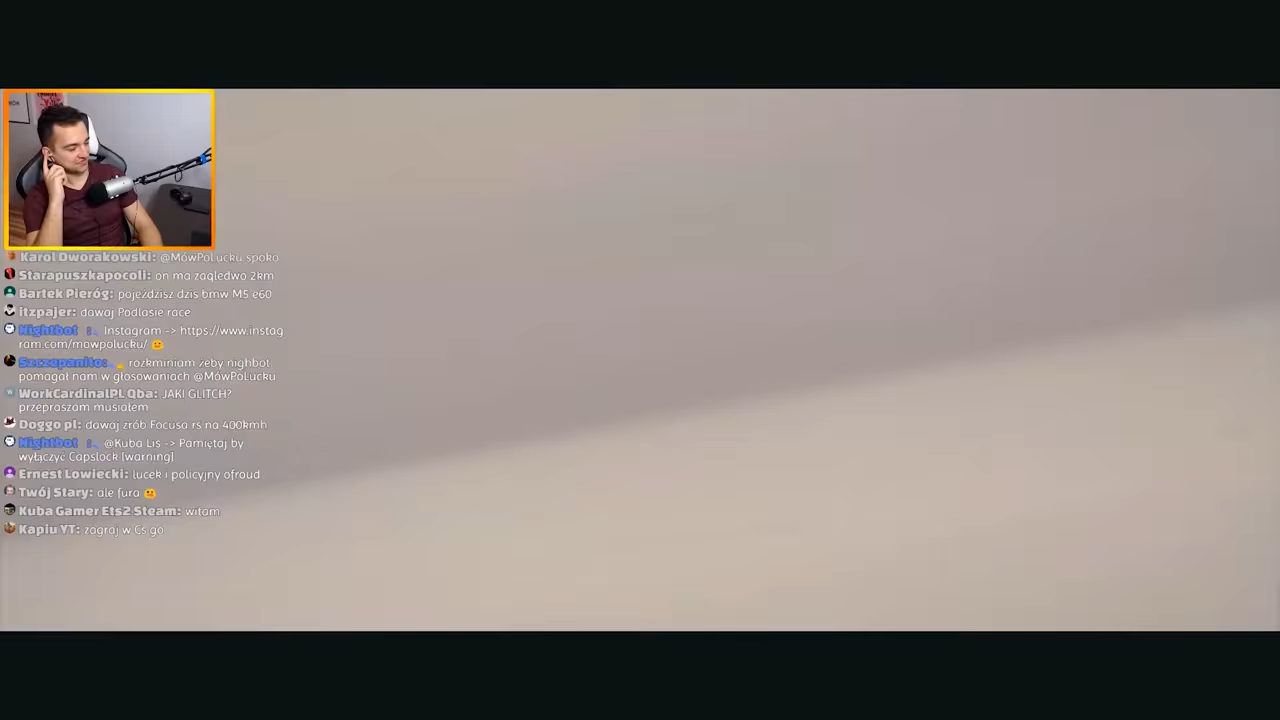 Karol Dworakowski: @MówPoLucku spoko
Starapuszkapocoli: on ma zaledwo 2km
Bartek Pieróg: pojeździsz dzis bmw M5 e60
itzpajer: dawaj Podlasie race
Nightbot : Instagram -> https://www.instag
ram.com/mowpolucku/
Szczepanito: rozkminiam żeby nighbot
pomagał nam w głosowaniach @MówPoLucku
WorkCardinalPL Qba: JAKI GLITCH?
przepraszam musiałem
Doggo pl: dawaj zrób Focusa rs na 400kmh
Nightbot : @Kuba Lis -> Pamiętaj by
wyłączyć Capslock [warning]
Ernest Lowiecki: lucek i policyjny ofroud
Twój Stary: ale fura
Kuba Gamer Ets2 Steam: witam
Kapiu YT: zagraj w Cs go